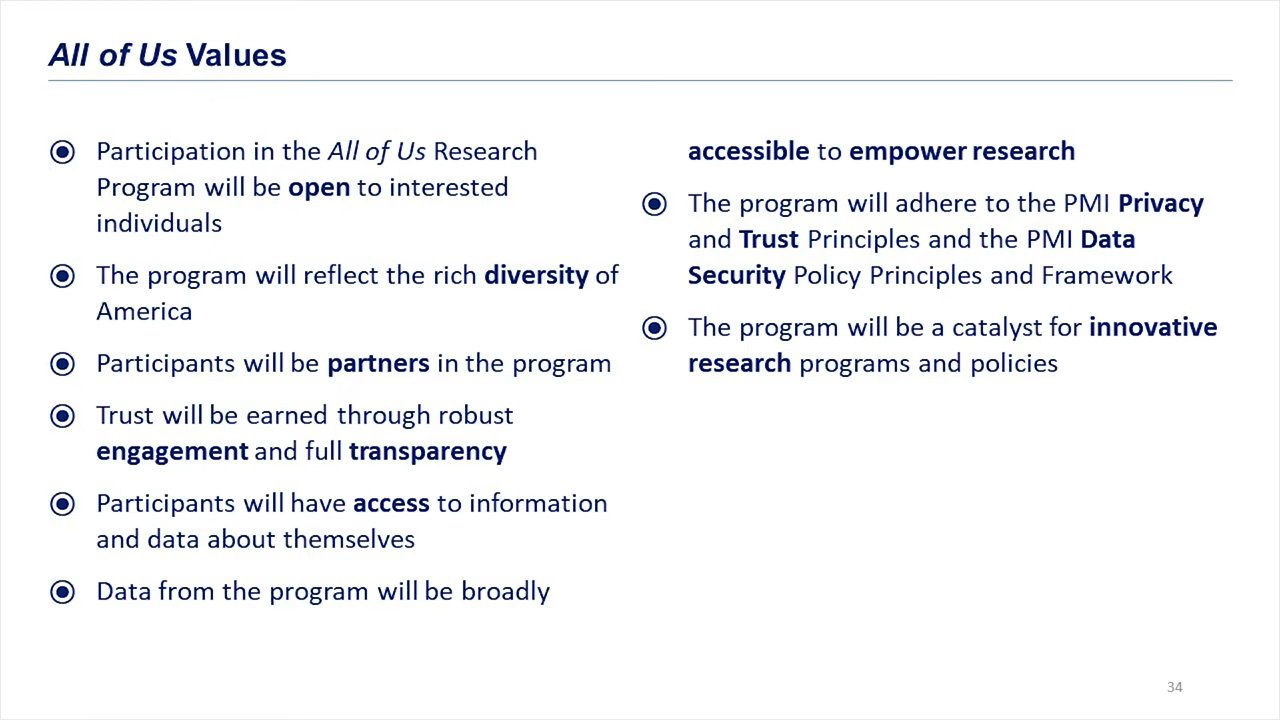 All of Us Values
Participation in the All of Us Research
Program will be open to interested
individuals
The program will reflect the rich diversity of
America
Participants will be partners in the program
Trust will be earned through robust
engagement and full transparency
Participants will have access to information
and data about themselves
Data from the program will be broadly
accessible to empower research
The program will adhere to the PMI Privacy
and Trust Principles and the PMI Data
Security Policy Principles and Framework
The program will be a catalyst for innovative
research programs and policies
34